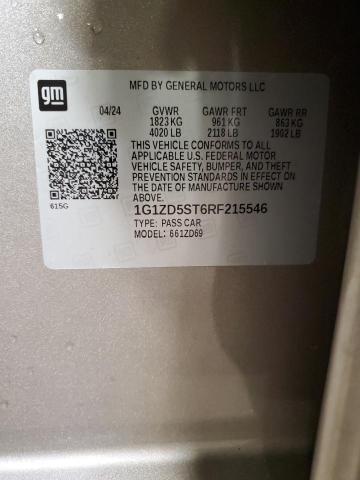 gm
MFD BY GENERAL MOTORS LLC
04/24 GVWR GAWR FRT GAWR RR
1823 KG 961 KG 863 KG
4020 LB 2118 LB 1902 LB
THIS VEHICLE CONFORMS TO ALL
APPLICABLE U.S. FEDERAL MOTOR
VEHICLE SAFETY, BUMPER, AND THEFT
PREVENTION STANDARDS IN EFFECT ON
THE DATE OF MANUFACTURE SHOWN
ABOVE.
615G
1G1ZD5ST6RF215546
TYPE: PASS CAR
MODEL: 661ZD69